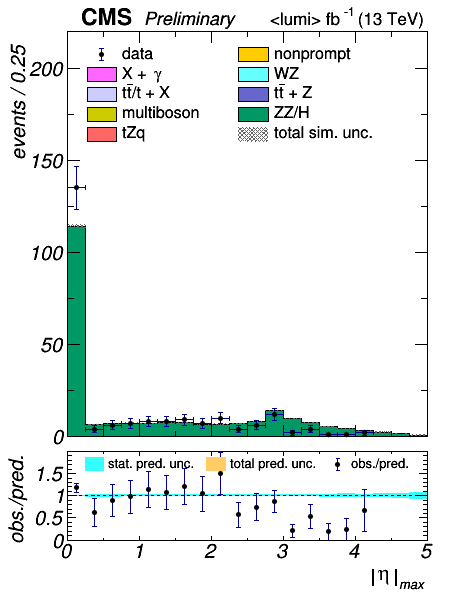 CMS Preliminary <lumi> fb⁻¹ (13 TeV)
events / 0.25
200
150
100
50
0
data
X + γ
tt̄/t + X
multiboson
tZq
nonprompt
WZ
tt̄ + Z
ZZ/H
total sim. unc.
obs./pred.
1.5
1
0.5
0
stat. pred. unc. total pred. unc. obs./pred.
0 1 2 3 4 5
|η|max